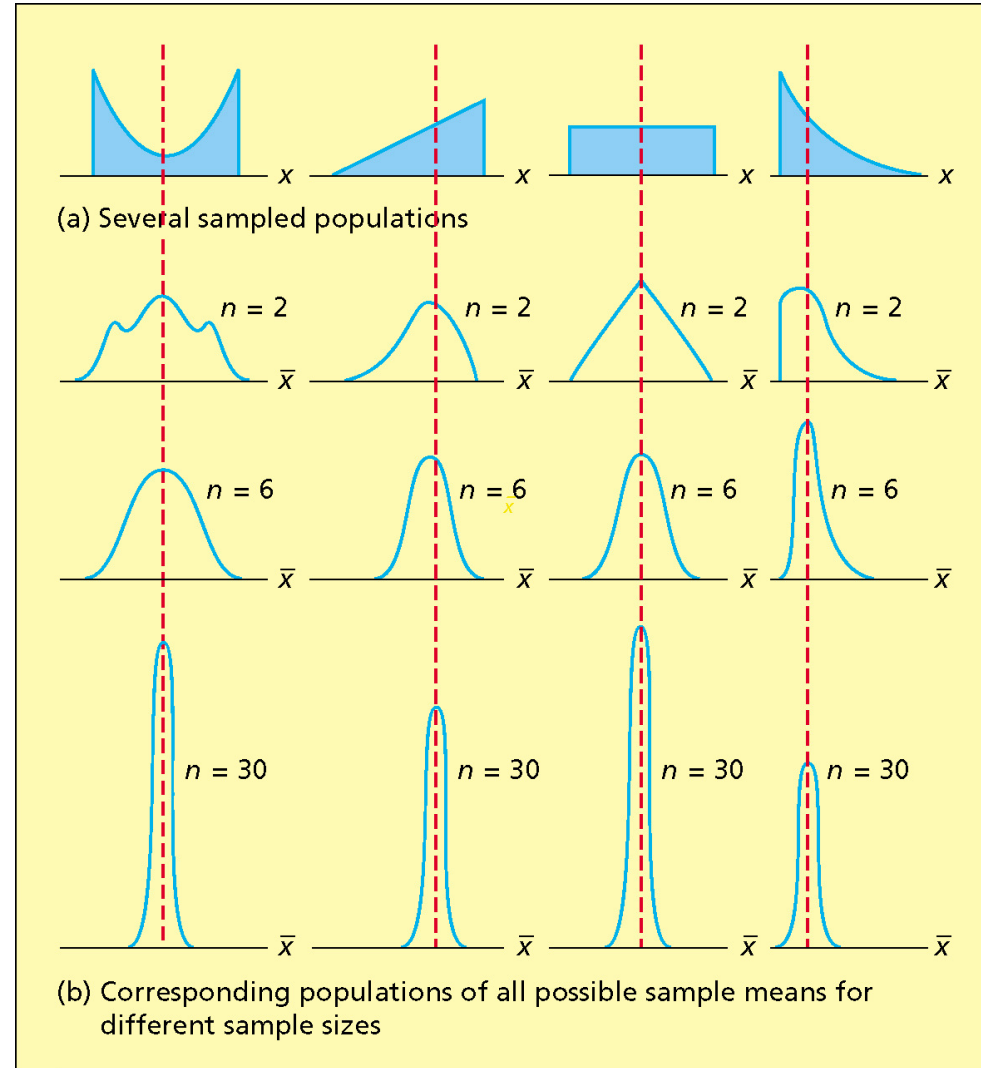 x x x x
(a) Several sampled populations
n = 2 n = 2 n = 2 n = 2
x̄ x̄ x̄ x̄
n = 6 n = 6 n = 6 n = 6
x̄
x̄ x̄ x̄ x̄
n = 30 n = 30 n = 30 n = 30
x̄ x̄ x̄ x̄
(b) Corresponding populations of all possible sample means for
different sample sizes